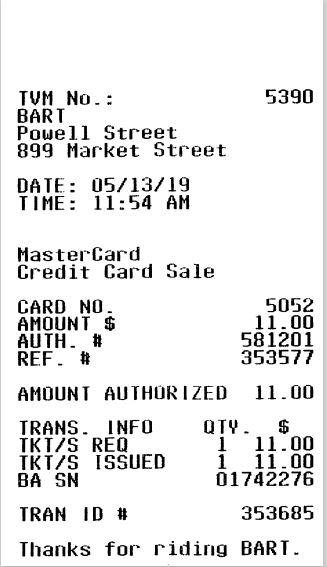 TVM No.: 5390
BART
Powell Street
899 Market Street
DATE: 05/13/19
TIME: 11:54 AM
MasterCard
Credit Card Sale
CARD NO. 5052
AMOUNT $ 11.00
AUTH. # 581201
REF. # 353577
AMOUNT AUTHORIZED 11.00
TRANS. INFO QTY. $
TKT/S REQ 1 11.00
TKT/S ISSUED 1 11.00
BA SN 01742276
TRAN ID # 353685
Thanks for riding BART.